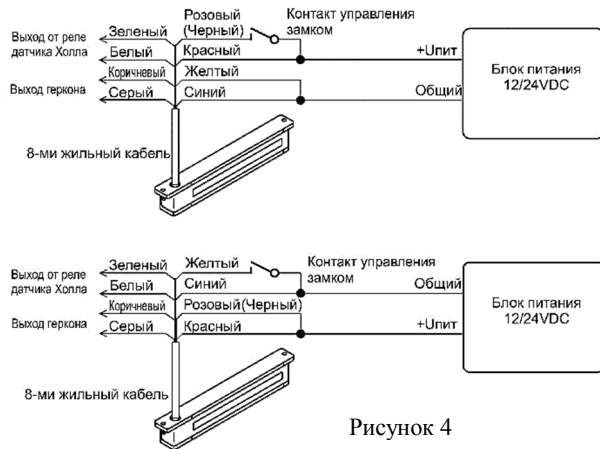 Розовый
(Черный)
Контакт управления
замком
Зеленый
Выход от реле
датчика Холла
Белый
Красный
+Uпит
Коричневый
Желтый
Блок питания
12/24VDC
Выход геркона
Серый
Синий
Общий
8-ми жильный кабель
Зеленый
Желтый
Контакт управления
замком
Выход от реле
датчика Холла
Белый
Синий
Общий
Коричневый
Розовый(Черный)
Блок питания
12/24VDC
Выход геркона
Серый
Красный
+Uпит
8-ми жильный кабель
Рисунок 4